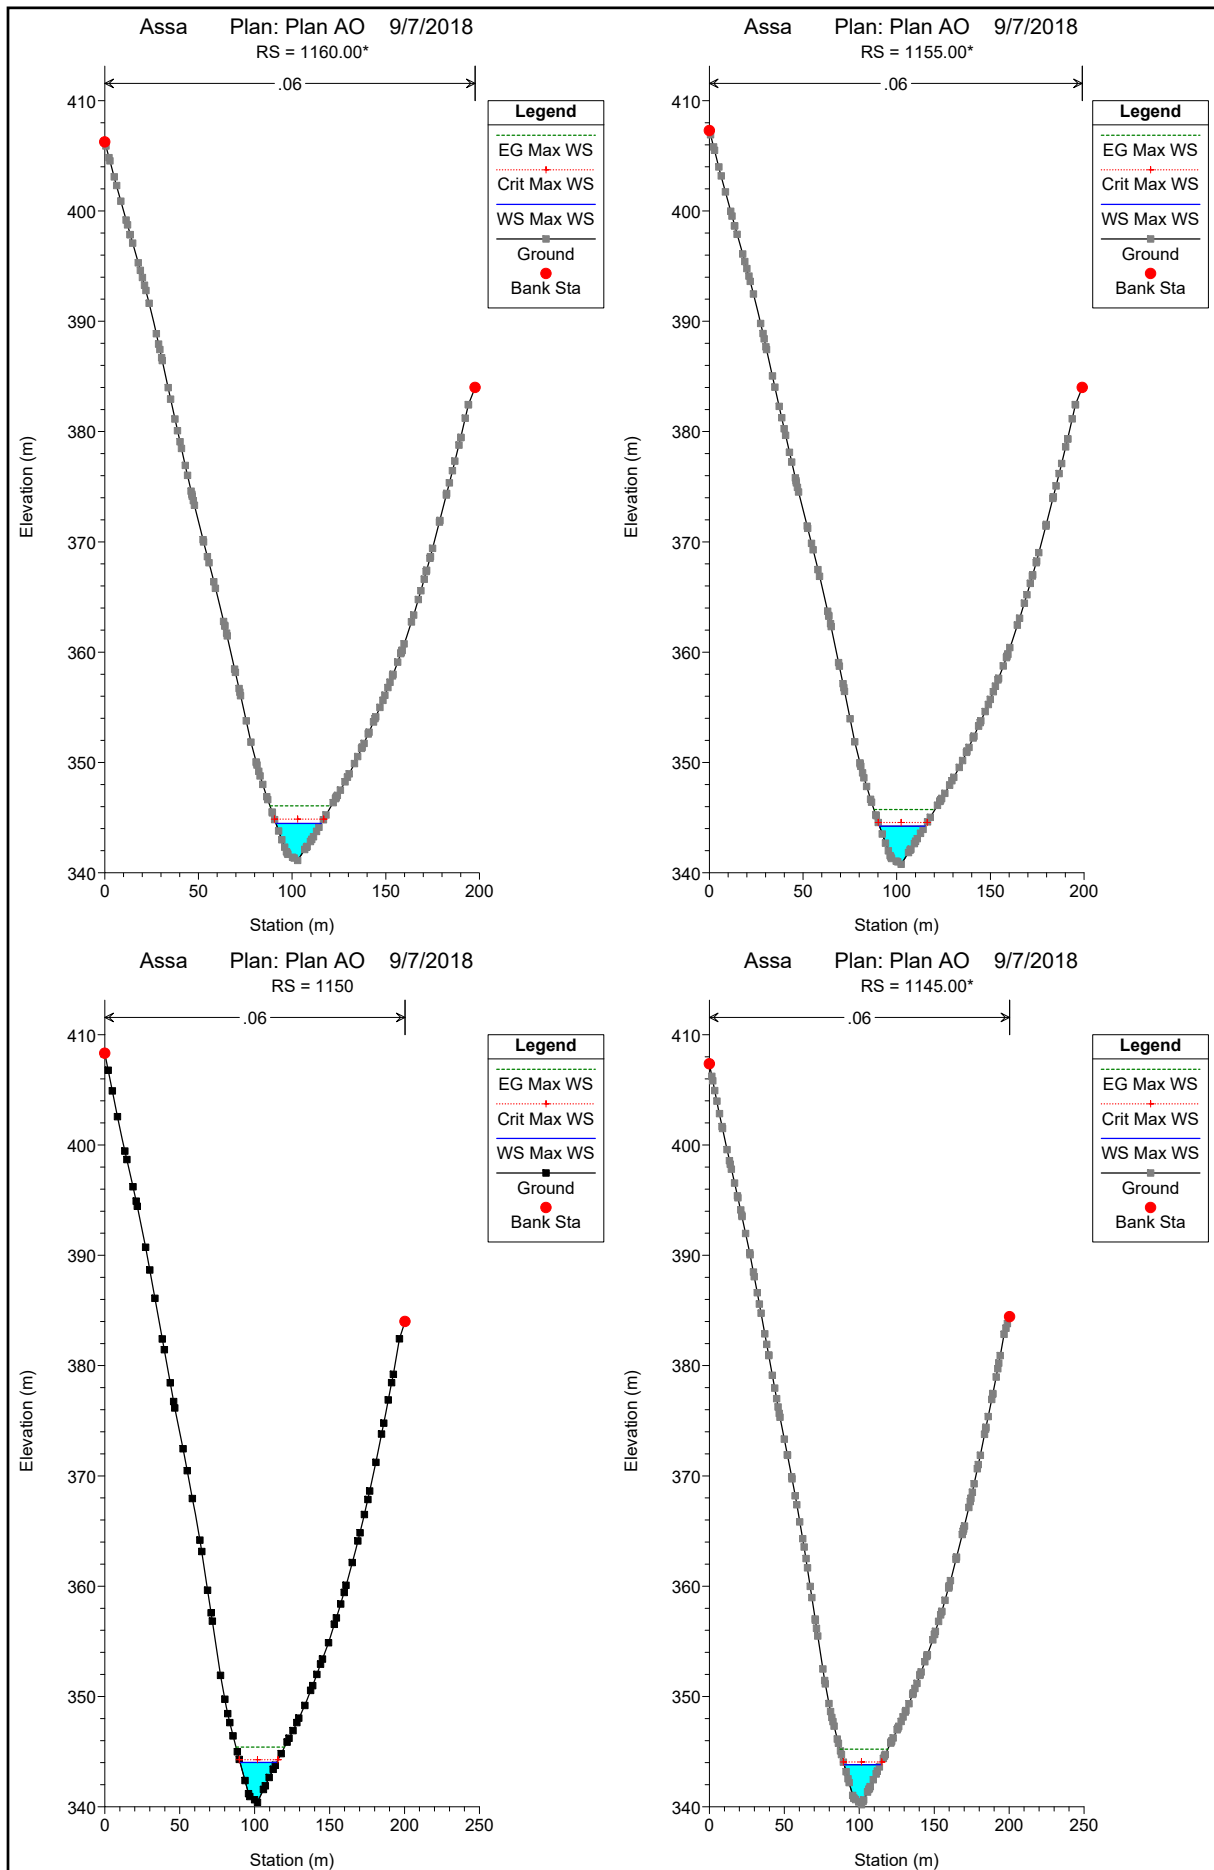 Assa Plan: Plan AO 9/7/2018
RS = 1160.00*
.06
Legend
EG Max WS
Crit Max WS
WS Max WS
Ground
Bank Sta
410
400
390
380
370
360
350
340
0 50 100 150 200
Elevation (m)
Station (m)
Assa Plan: Plan AO 9/7/2018
RS = 1155.00*
.06
Legend
EG Max WS
Crit Max WS
WS Max WS
Ground
Bank Sta
410
400
390
380
370
360
350
340
0 50 100 150 200
Elevation (m)
Station (m)
Assa Plan: Plan AO 9/7/2018
RS = 1150
.06
Legend
EG Max WS
Crit Max WS
WS Max WS
Ground
Bank Sta
410
400
390
380
370
360
350
340
0 50 100 150 200 250
Elevation (m)
Station (m)
Assa Plan: Plan AO 9/7/2018
RS = 1145.00*
.06
Legend
EG Max WS
Crit Max WS
WS Max WS
Ground
Bank Sta
410
400
390
380
370
360
350
340
0 50 100 150 200 250
Elevation (m)
Station (m)